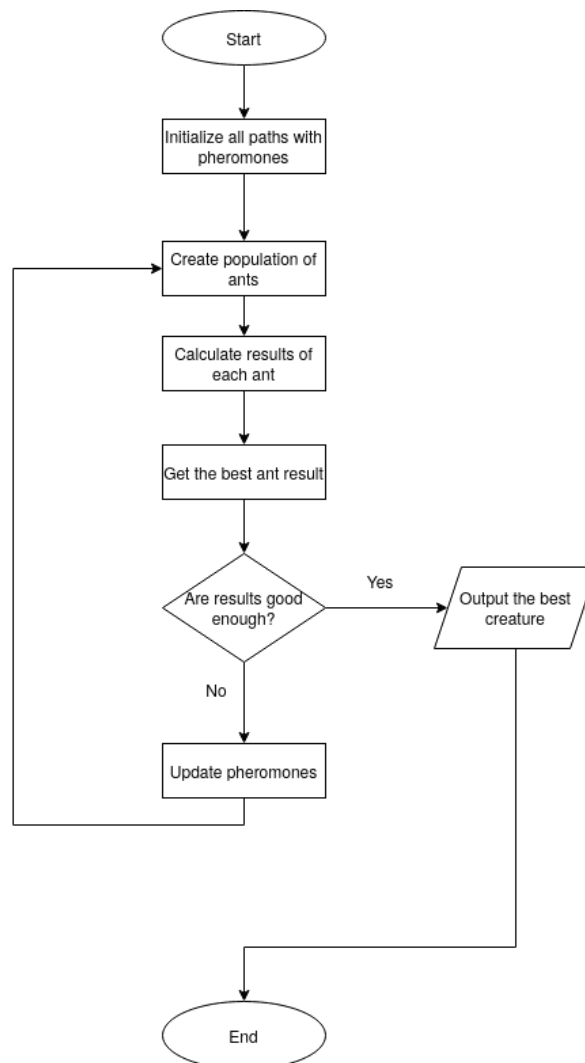 Start
Initialize all paths with
pheromones
Create population of
ants
Calculate results of
each ant
Get the best ant result
Are results good
enough?
Yes
Output the best
creature
No
Update pheromones
End